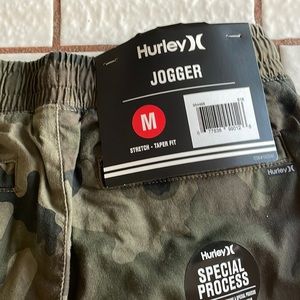 Hurley
JOGGER
M
STRETCH - TAPER FIT
Hurley
Hurley
SPECIAL
PROCESS